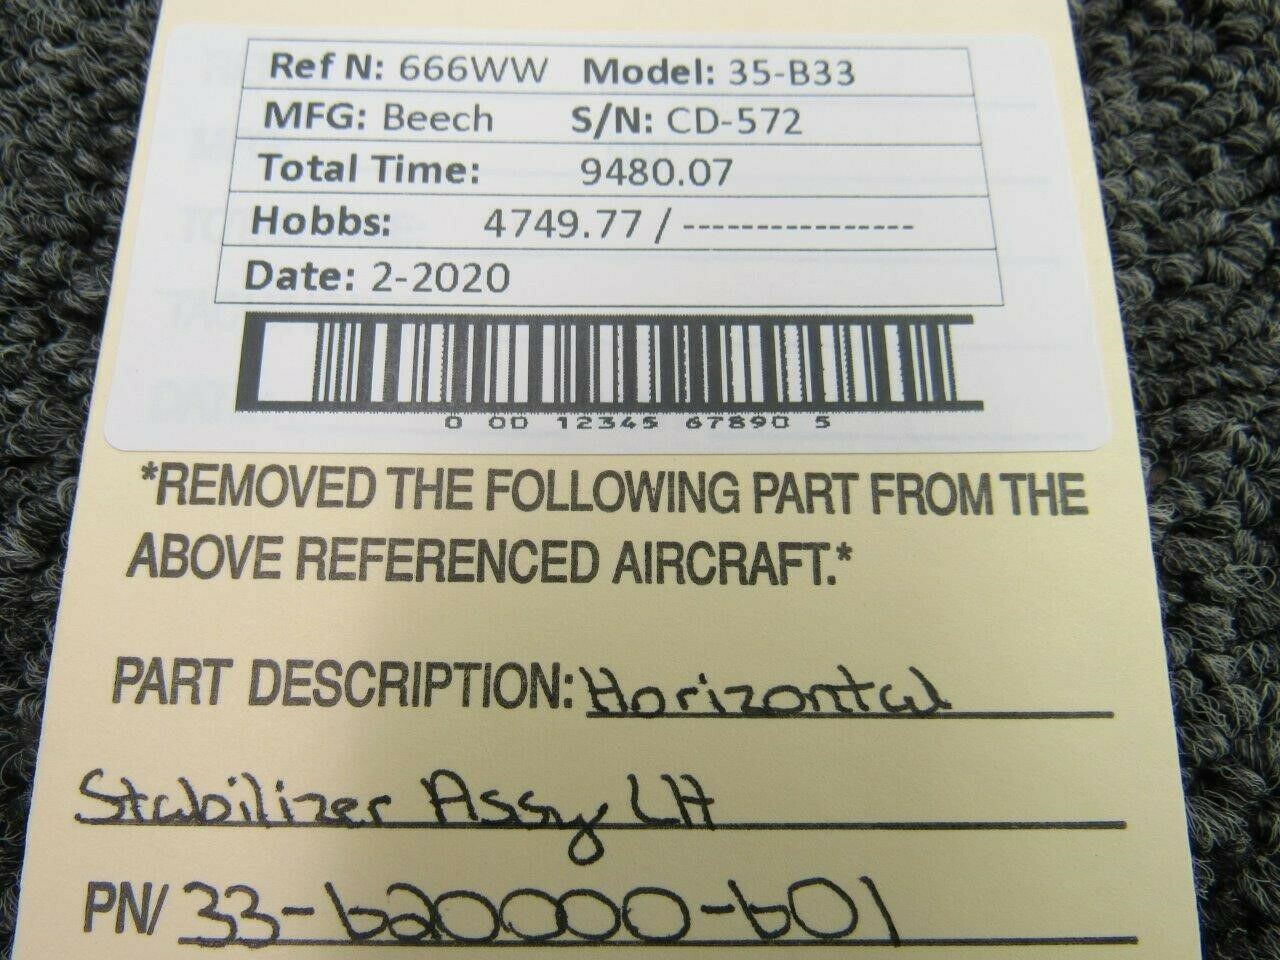 Ref N: 666WW Model: 35-B33
MFG: Beech S/N: CD-572
Total Time: 9480.07
Hobbs: 4749.77 / ----------------
Date: 2-2020
0 00 12345 67890 5
*REMOVED THE FOLLOWING PART FROM THE
ABOVE REFERENCED AIRCRAFT.*
PART DESCRIPTION: Horizontal
Stabilizer Assy LH
PN/ 33-620000-601